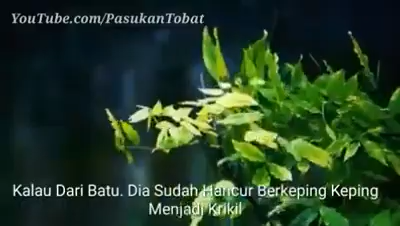 YouTube.com/PasukanTobat
Kalau Dari Batu. Dia Sudah Hancur Berkeping Keping
Menjadi Krikil